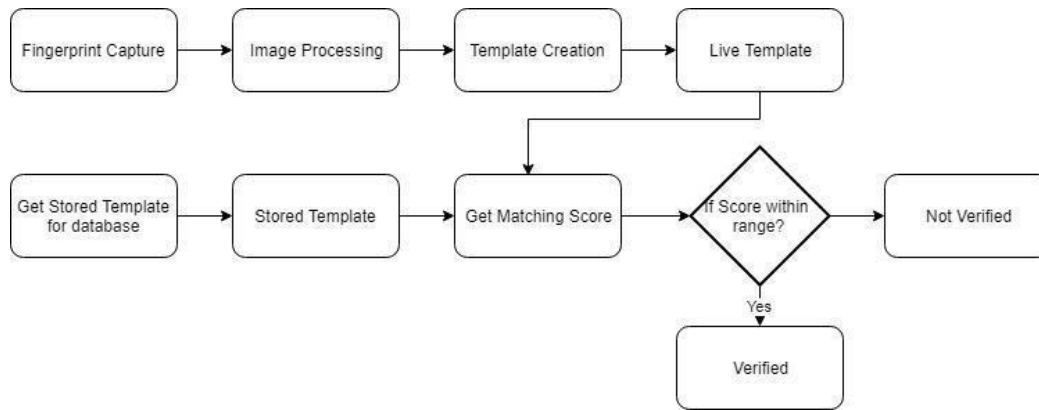 Fingerprint Capture
Image Processing
Template Creation
Live Template
Get Stored Template
for database
Stored Template
Get Matching Score
If Score within
range?
Not Verified
Yes
Verified